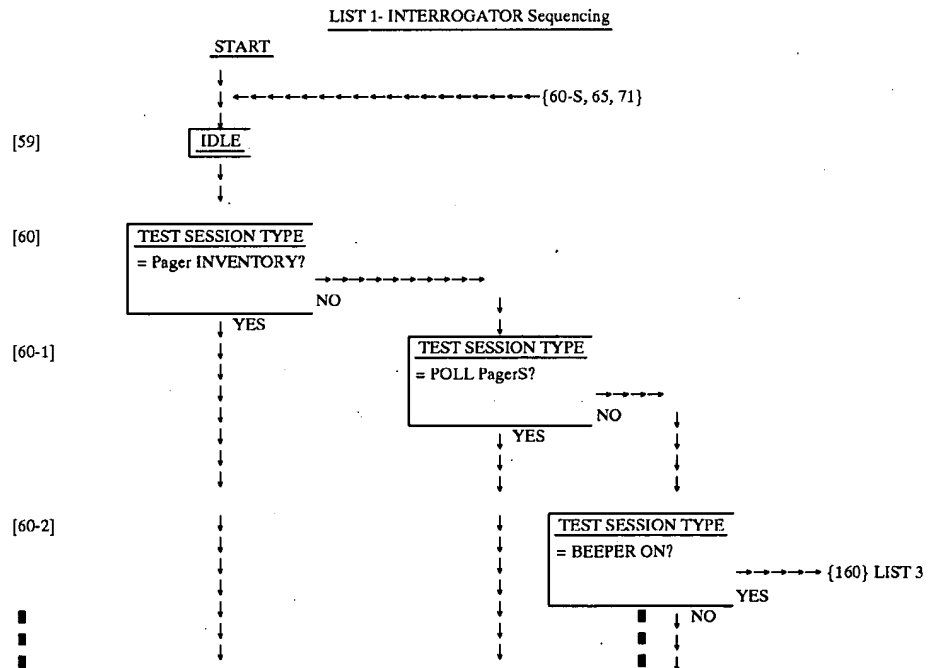 LIST 1- INTERROGATOR Sequencing
START
{60-S, 65, 71}
[59]
IDLE
[60]
TEST SESSION TYPE
= Pager INVENTORY?
NO
YES
[60-1]
TEST SESSION TYPE
= POLL PagerS?
NO
YES
[60-2]
TEST SESSION TYPE
= BEEPER ON?
{160} LIST 3
YES
NO